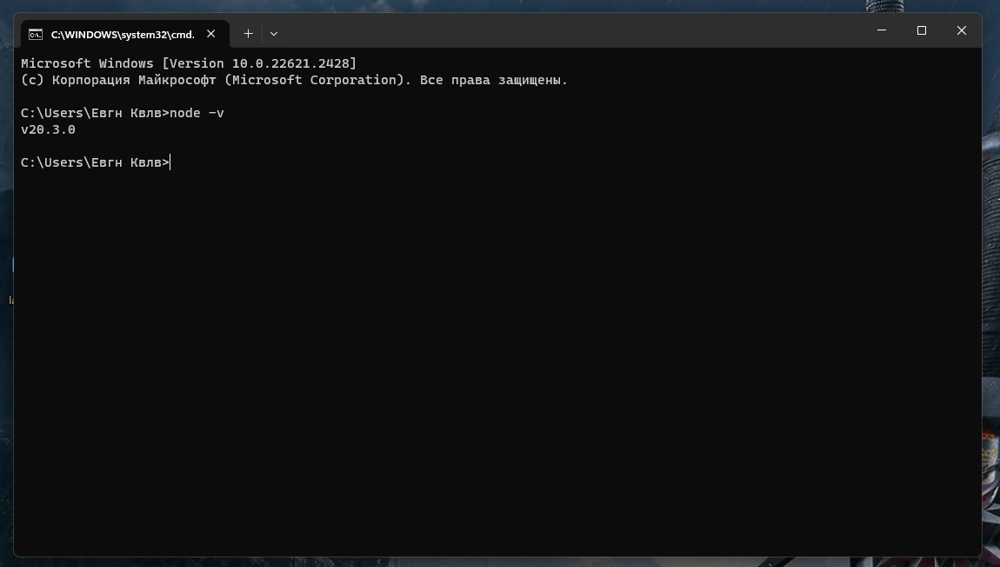 C:\WINDOWS\system32\cmd.
Microsoft Windows [Version 10.0.22621.2428]
(c) Корпорация Майкрософт (Microsoft Corporation). Все права защищены.
C:\Users\Евгн Квлв>node -v
v20.3.0
C:\Users\Евгн Квлв>